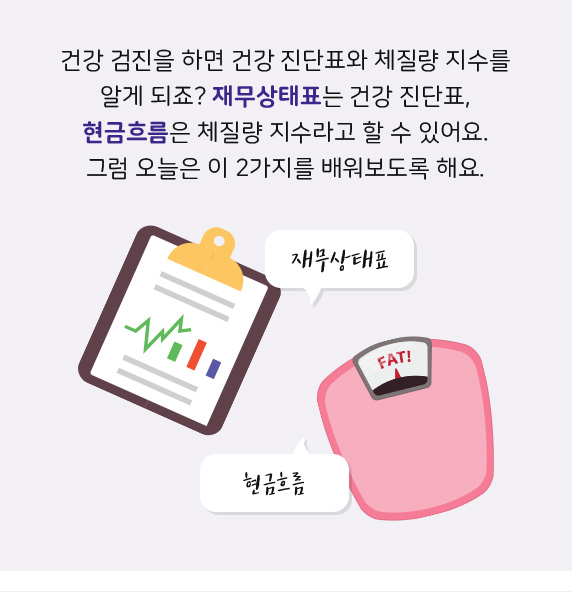 건강 검진을 하면 건강 진단표와 체질량 지수를
알게 되죠? 재무상태표는 건강 진단표,
현금흐름은 체질량 지수라고 할 수 있어요.
그럼 오늘은 이 2가지를 배워보도록 해요.
재무상태표
FAT!
현금흐름